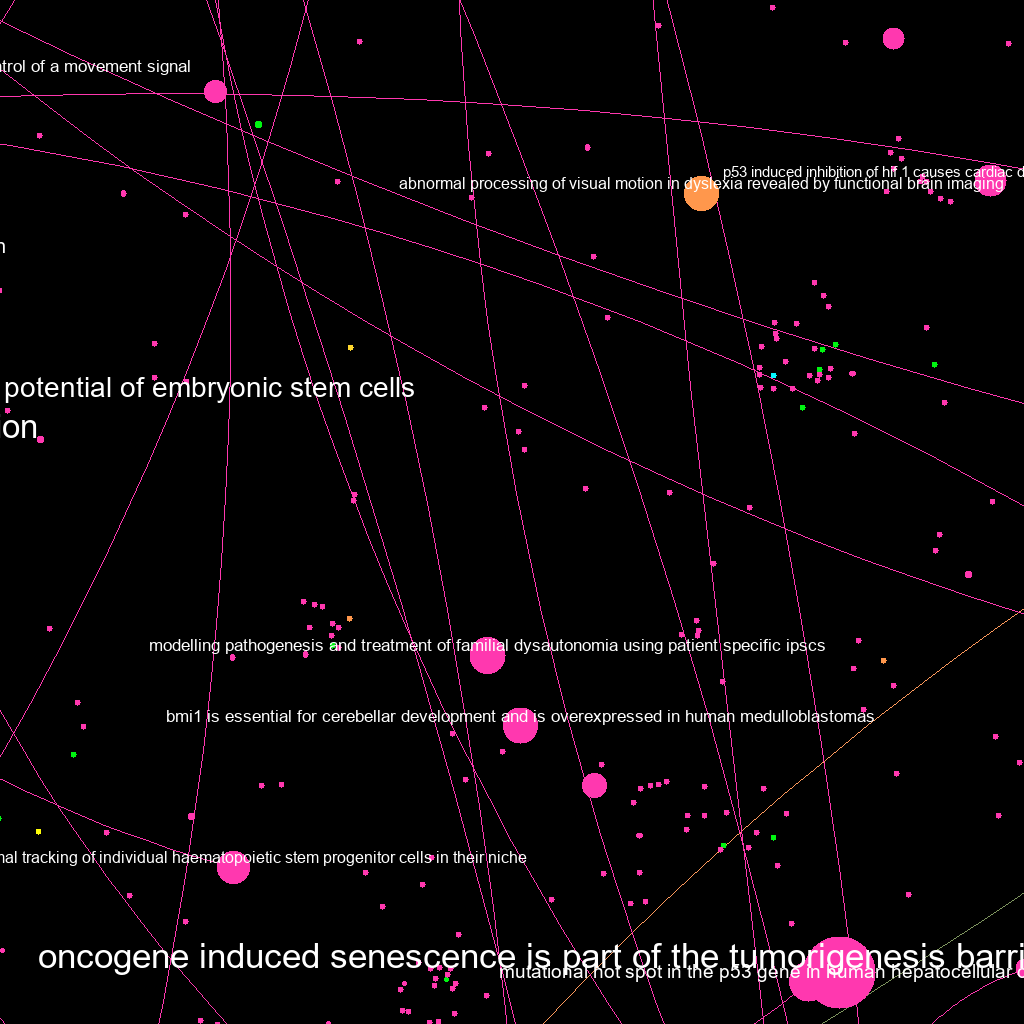 trol of a movement signal
p53 induced inhibition of hif 1 causes cardiac d
abnormal processing of visual motion in dyslexia revealed by functional brain imaging
n
potential of embryonic stem cells
ion
modelling pathogenesis and treatment of familial dysautonomia using patient specific ipscs
bmi1 is essential for cerebellar development and is overexpressed in human medulloblastomas
nal tracking of individual haematopoietic stem progenitor cells in their niche
oncogene induced senescence is part of the tumorigenesis barri
mutational hot spot in the p53 gene in human hepatocellular c